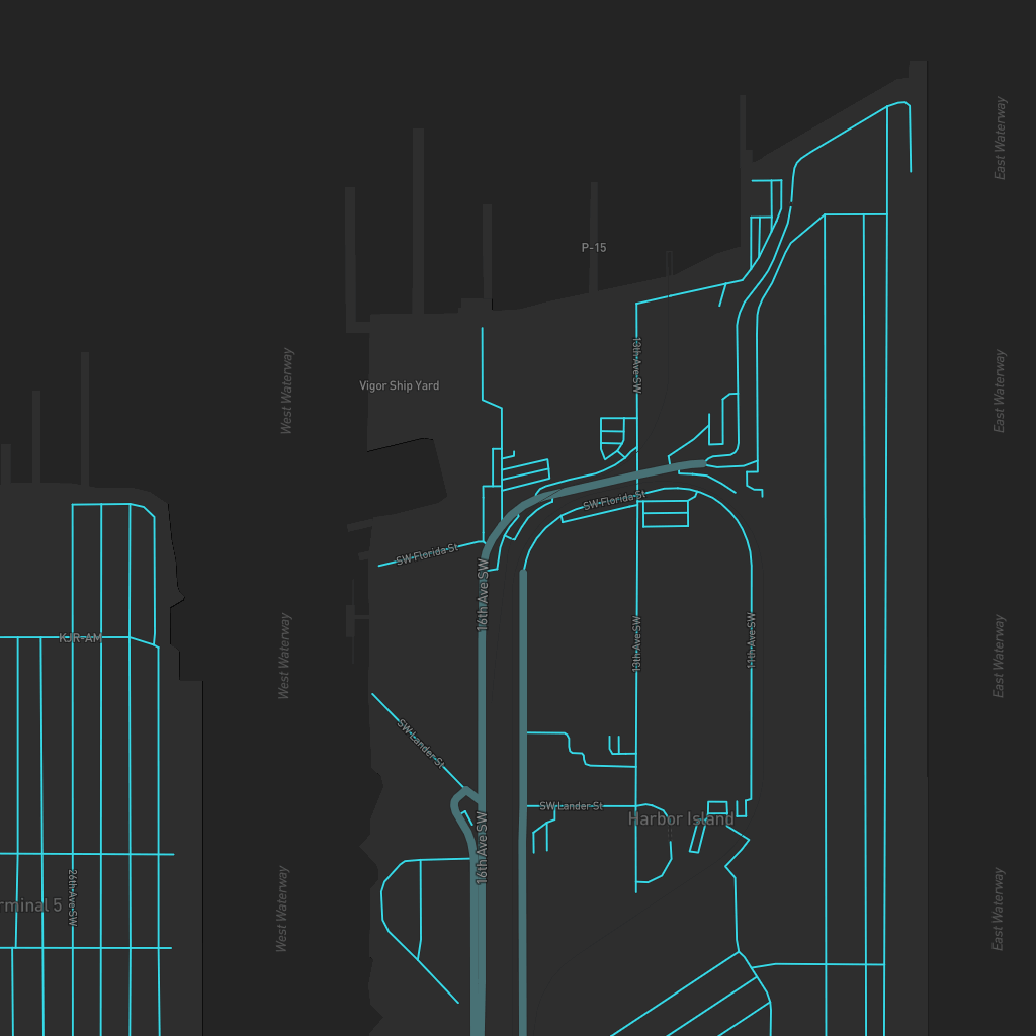 East Waterway
P-15
13th Ave SW
West Waterway
Vigor Ship Yard
East Waterway
SW Florida St
SW Florida St
16th Ave SW
KJR-AM
West Waterway
13th Ave SW
11th Ave SW
East Waterway
SW Lander St
SW Lander St
Harbor Island
16th Ave SW
26th Ave SW
rminal 5
West Waterway
East Waterway